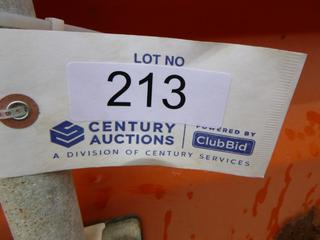 LOT NO
213
CENTURY
AUCTIONS
POWERED BY
ClubBid
A DIVISION OF CENTURY SERVICES